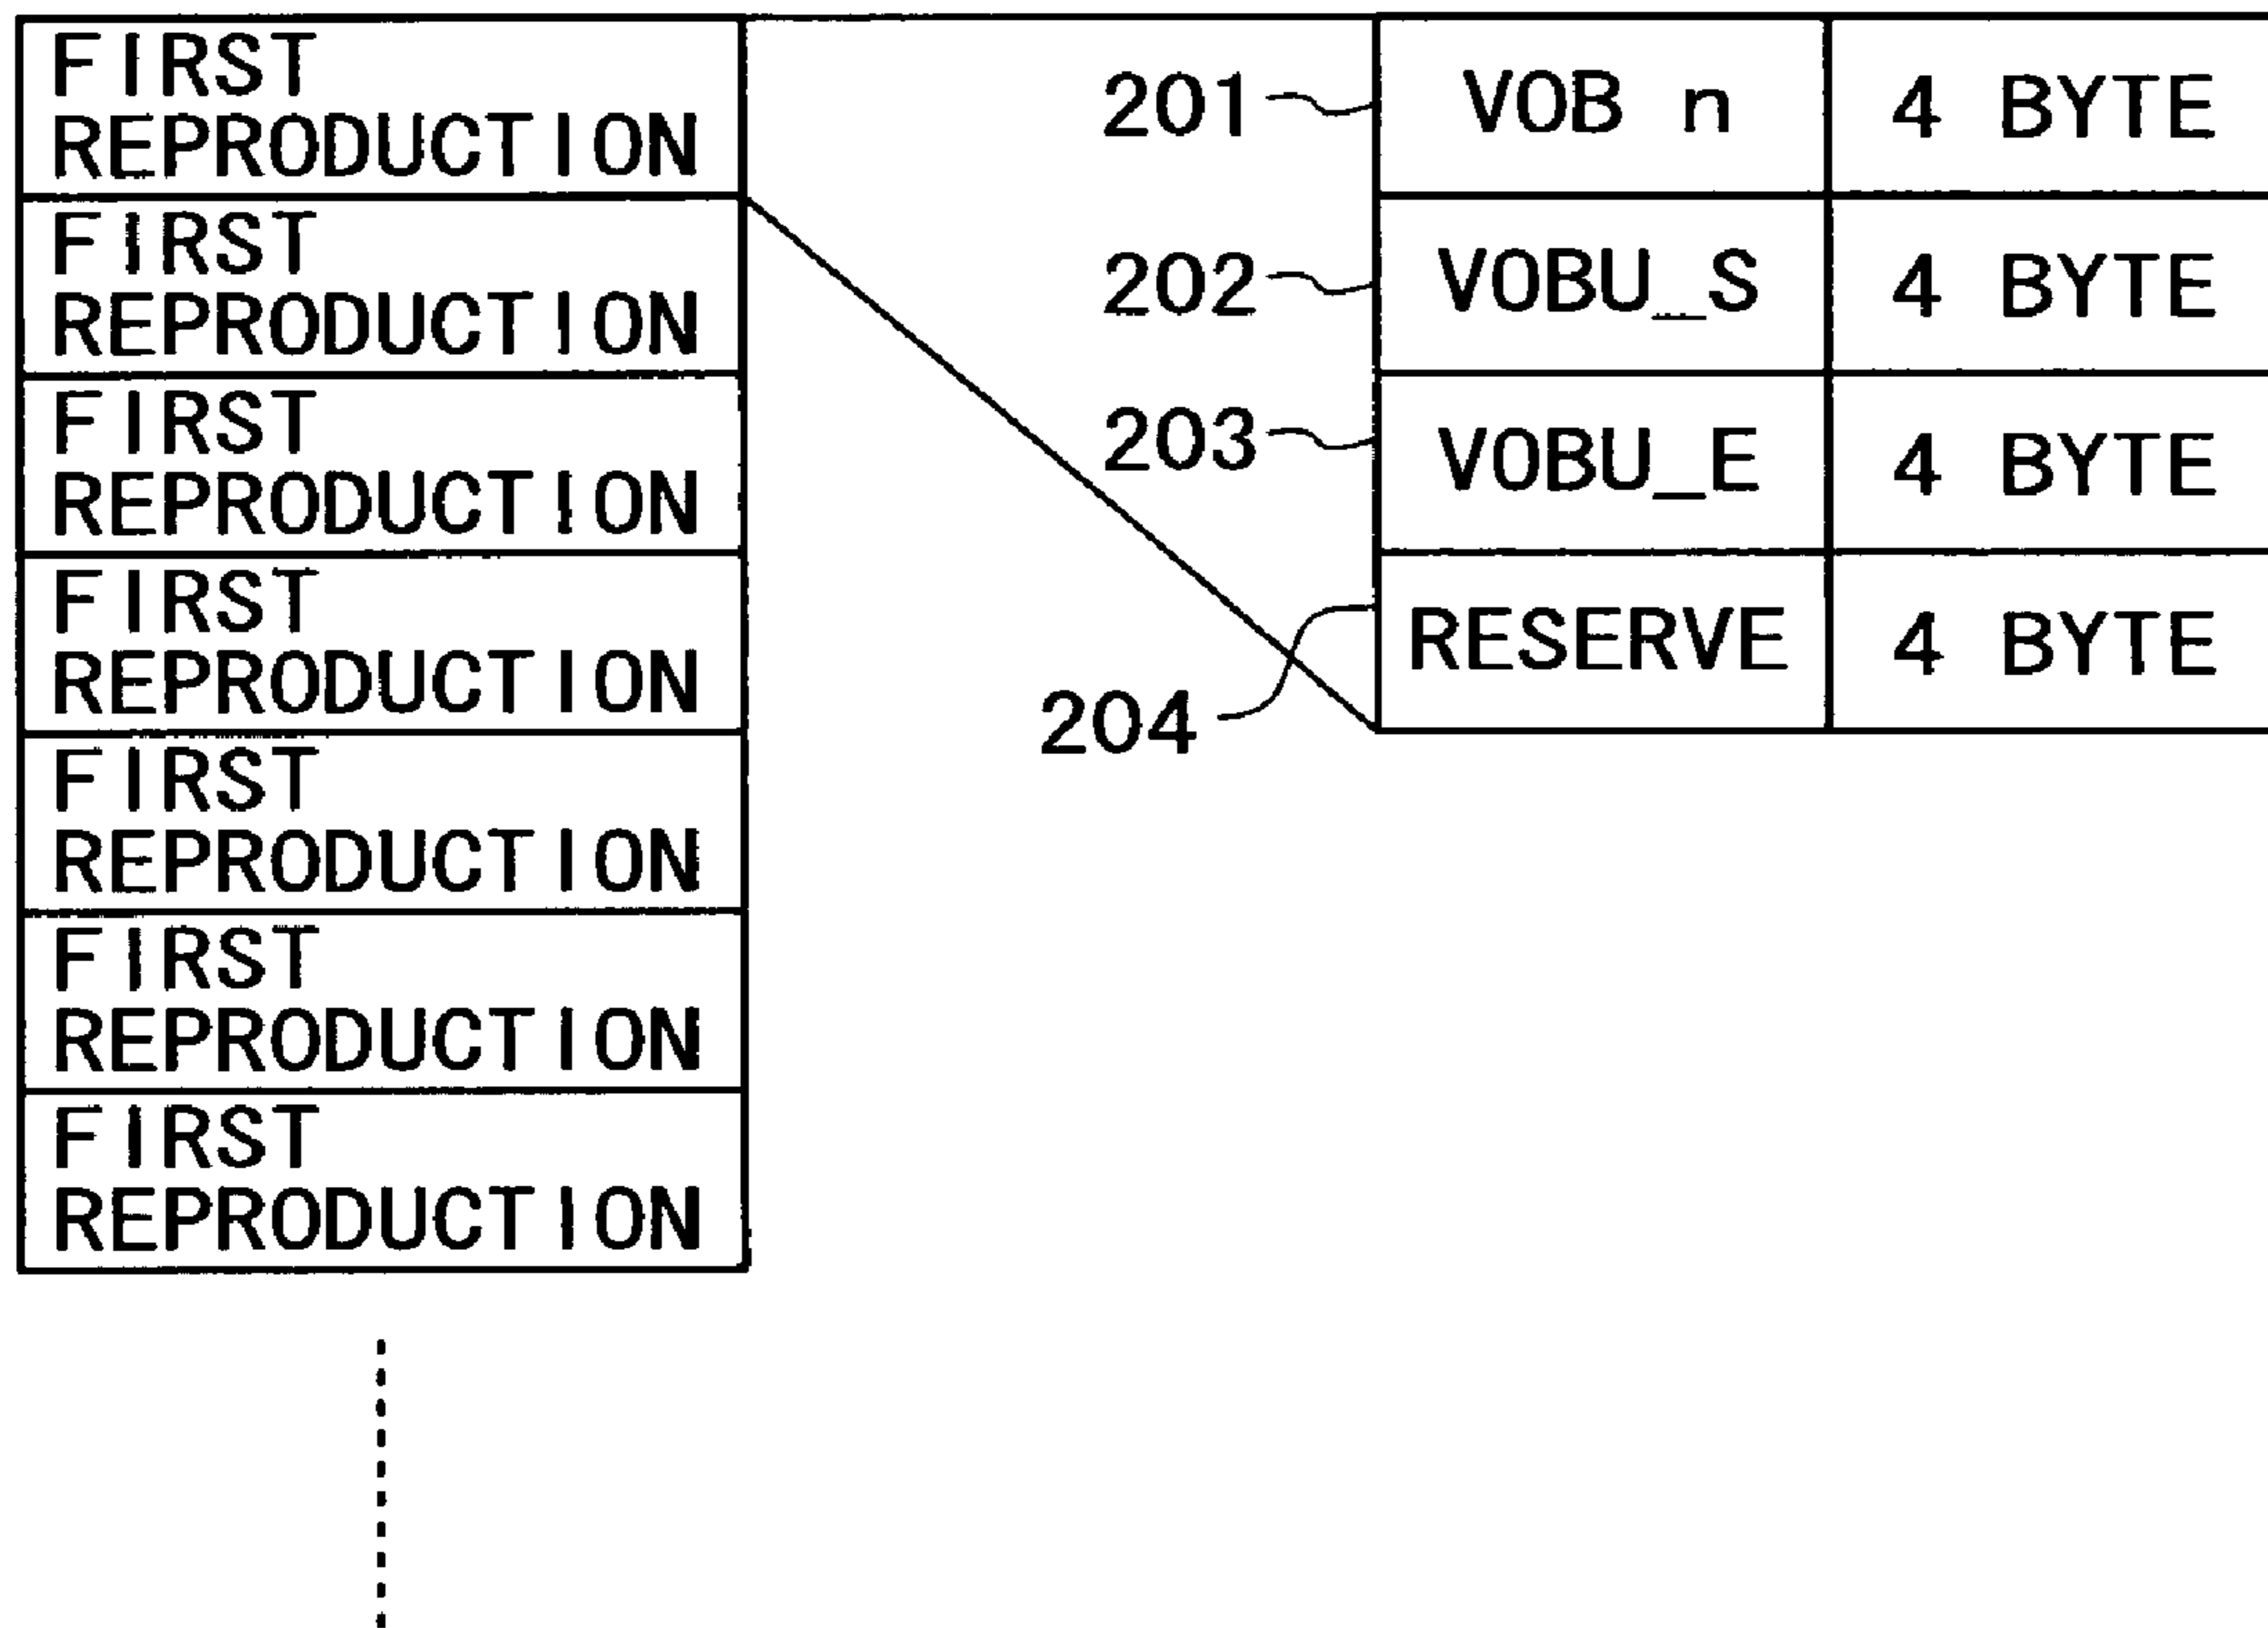 FIRST
REPRODUCTION
FIRST
REPRODUCTION
FIRST
REPRODUCTION
FIRST
REPRODUCTION
FIRST
REPRODUCTION
FIRST
REPRODUCTION
FIRST
REPRODUCTION
201 VOB n 4 BYTE
202 VOBU_S 4 BYTE
203 VOBU_E 4 BYTE
204 RESERVE 4 BYTE